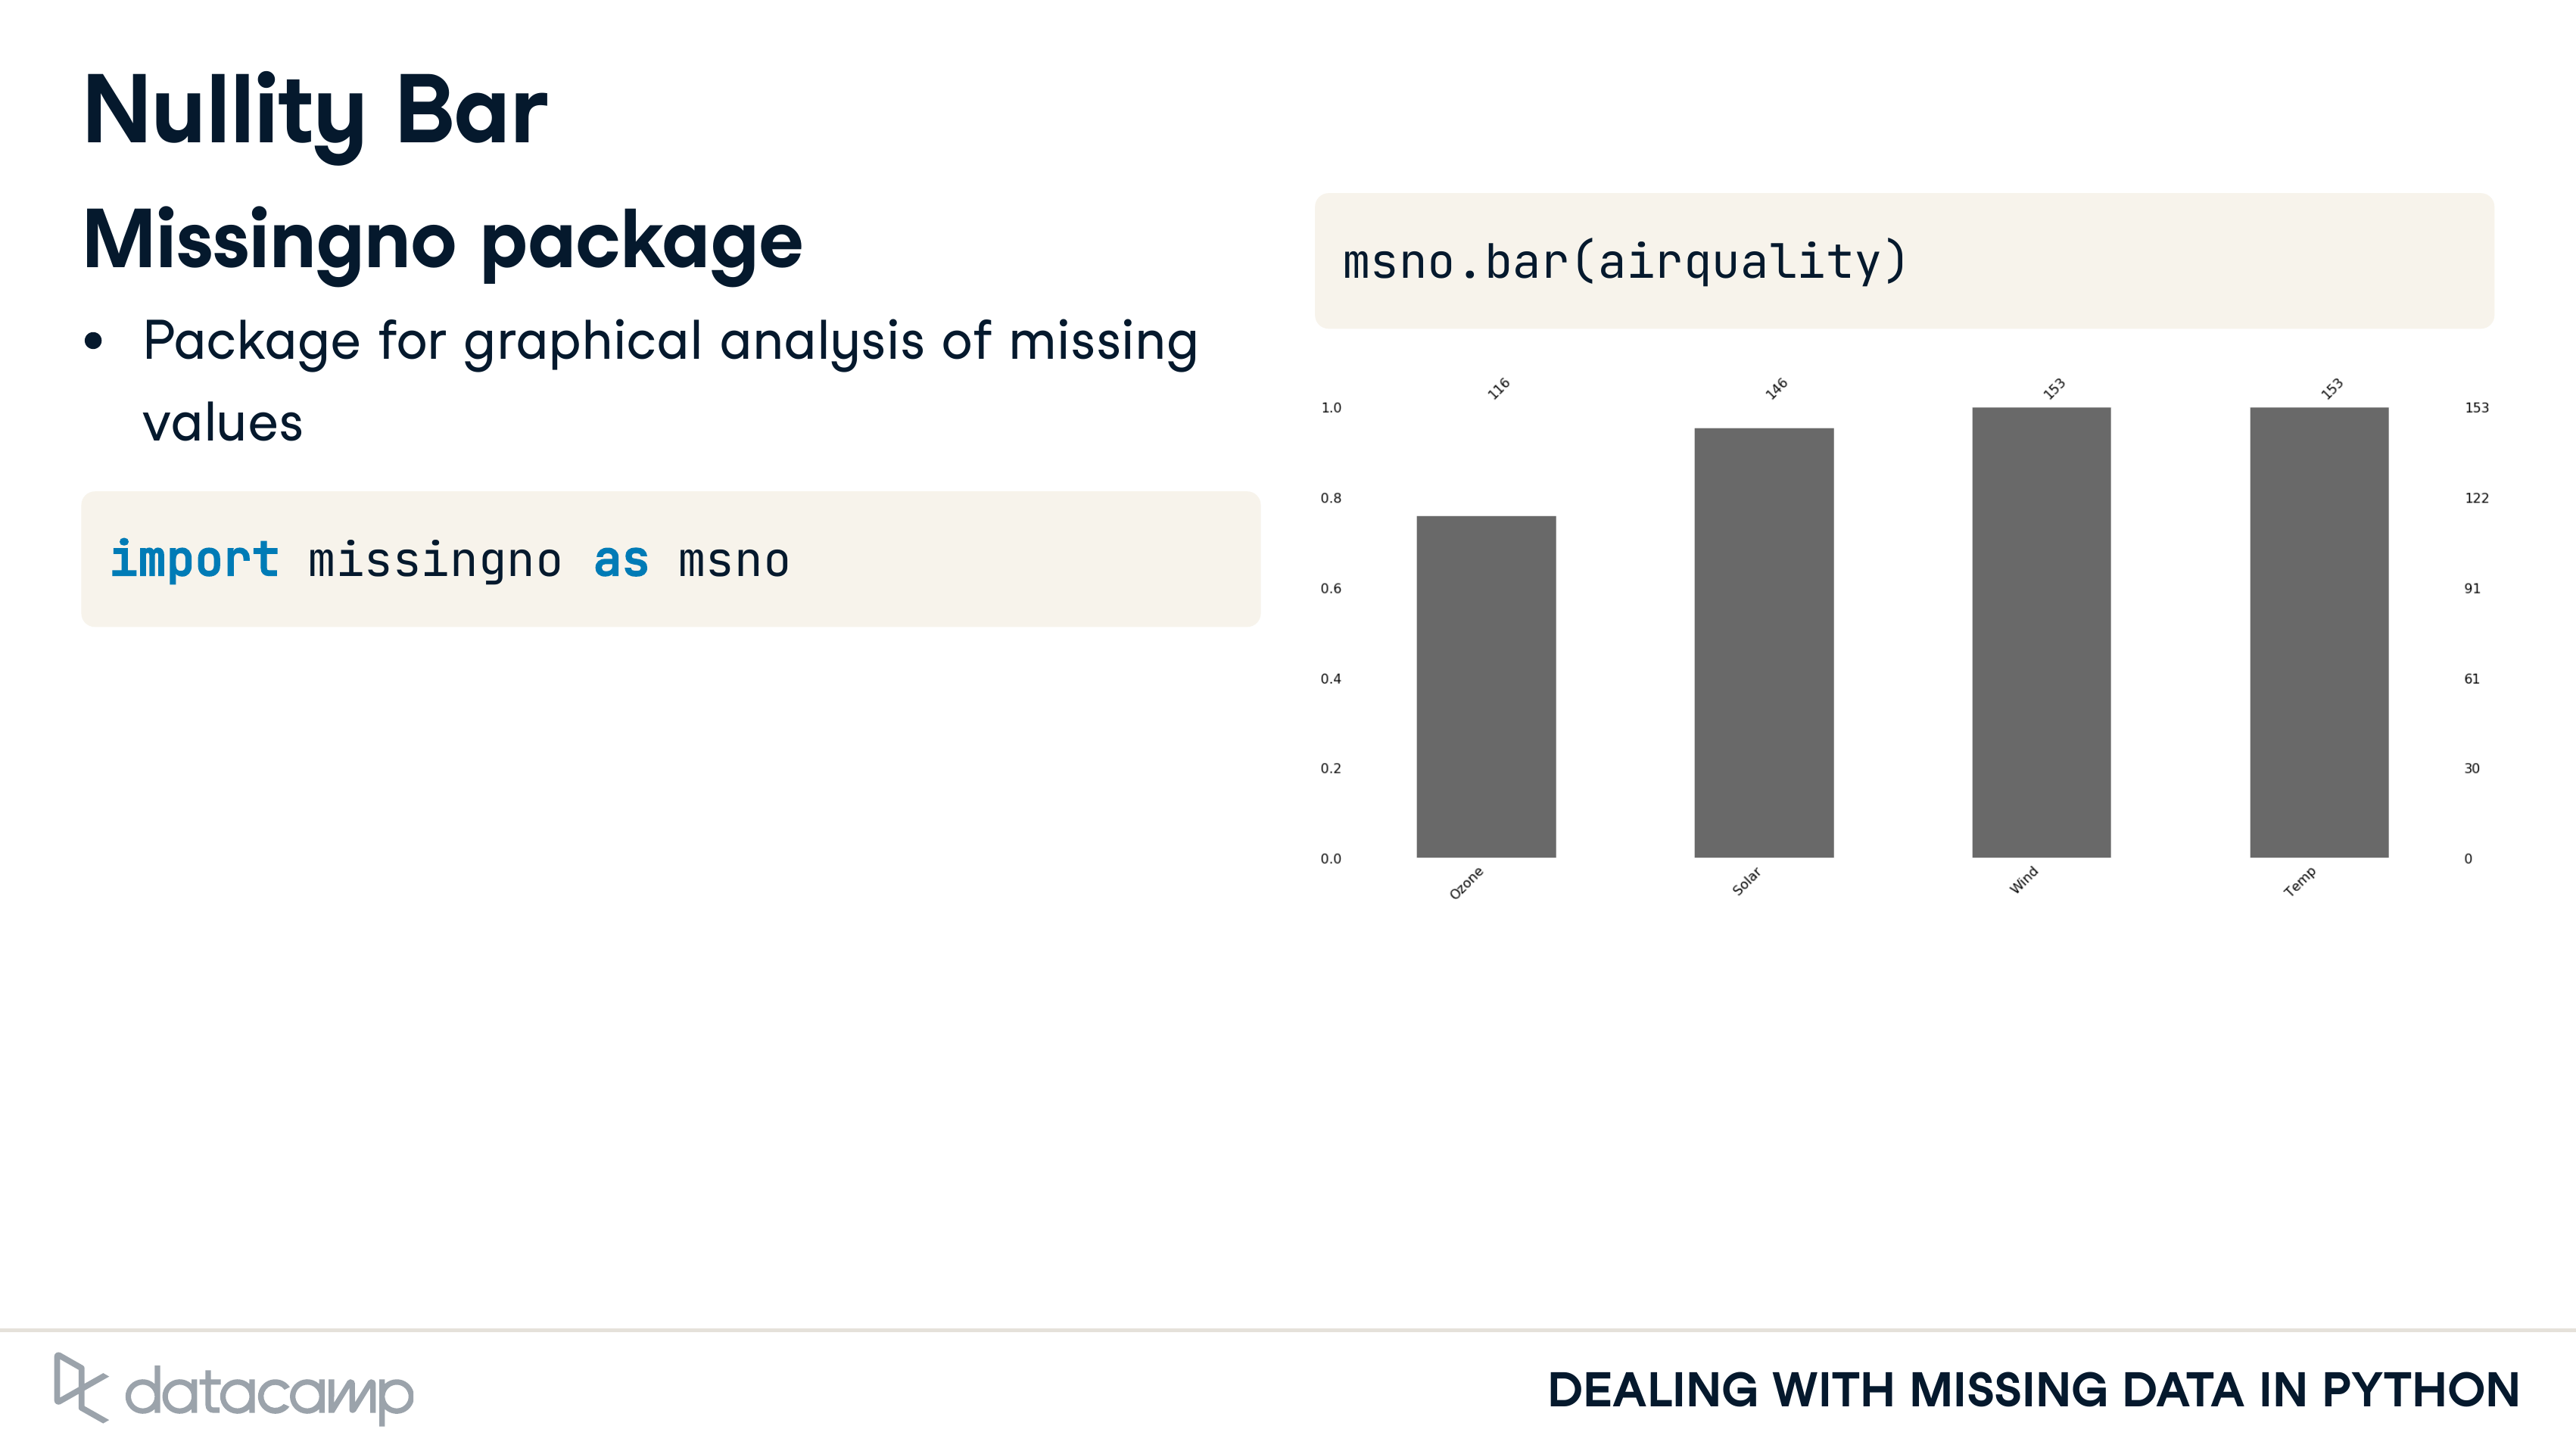 Nullity Bar
Missingno package
• Package for graphical analysis of missing
values
import missingno as msno
msno.bar(airquality)
116 146 153 153
1.0 153
0.8 122
0.6 91
0.4 61
0.2 30
0.0 0
Ozone Solar Wind Temp
datacamp
DEALING WITH MISSING DATA IN PYTHON